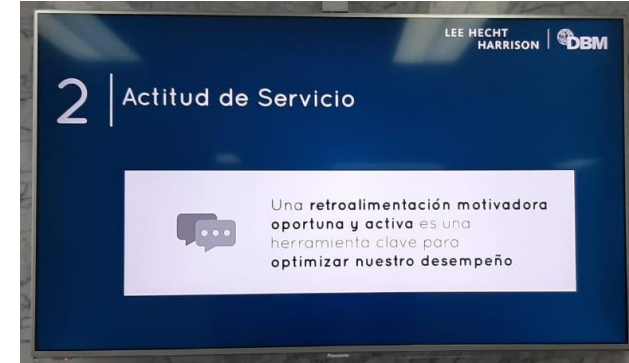 LEE HECHT
HARRISON
DBM
2
Actitud de Servicio
Una retroalimentación motivadora
oportuna y activa es una
herramienta clave para
optimizar nuestro desempeño
Panasonic